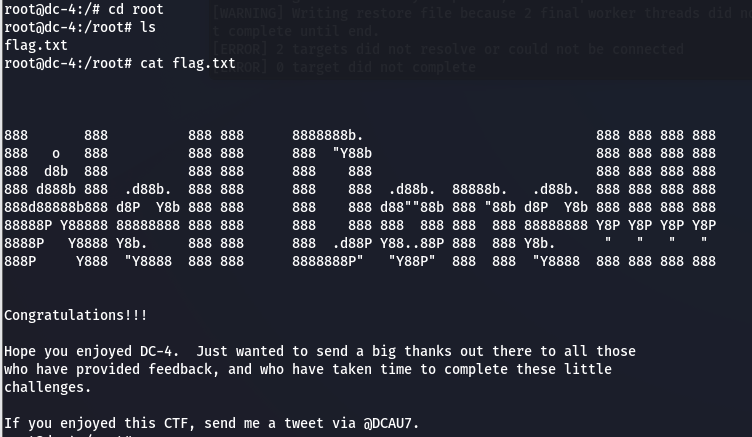 [WARNING] Writing restore file because 2 final worker threads did no
t complete until end.
[ERROR] 2 targets did not resolve or could not be connected
[ERROR] 0 target did not complete
root@dc-4:/# cd root
root@dc-4:/root# ls
flag.txt
root@dc-4:/root# cat flag.txt
888       888          888 888      8888888b.                             888 888 888 888
888   o   888          888 888      888  "Y88b                            888 888 888 888
888  d8b  888          888 888      888    888                            888 888 888 888
888 d888b 888  .d88b.  888 888      888    888  .d88b.  88888b.   .d88b.  888 888 888 888
888d88888b888 d8P  Y8b 888 888      888    888 d88""88b 888 "88b d8P  Y8b 888 888 888 888
88888P Y88888 88888888 888 888      888    888 888  888 888  888 88888888 Y8P Y8P Y8P Y8P
8888P   Y8888 Y8b.     888 888      888  .d88P Y88..88P 888  888 Y8b.      "   "   "   "
888P     Y888  "Y8888  888 888      8888888P"   "Y88P"  888  888  "Y8888  888 888 888 888
Congratulations!!!
Hope you enjoyed DC-4.  Just wanted to send a big thanks out there to all those
who have provided feedback, and who have taken time to complete these little
challenges.
If you enjoyed this CTF, send me a tweet via @DCAU7.